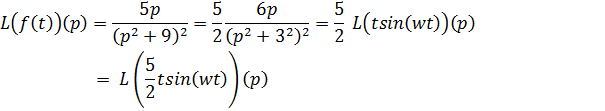 L(f(t))(p) = 5p/(p² + 9)² = 5/2 6p/(p² + 3²)² = 5/2 L(tsin(wt))(p)
= L(5/2 tsin(wt))(p)